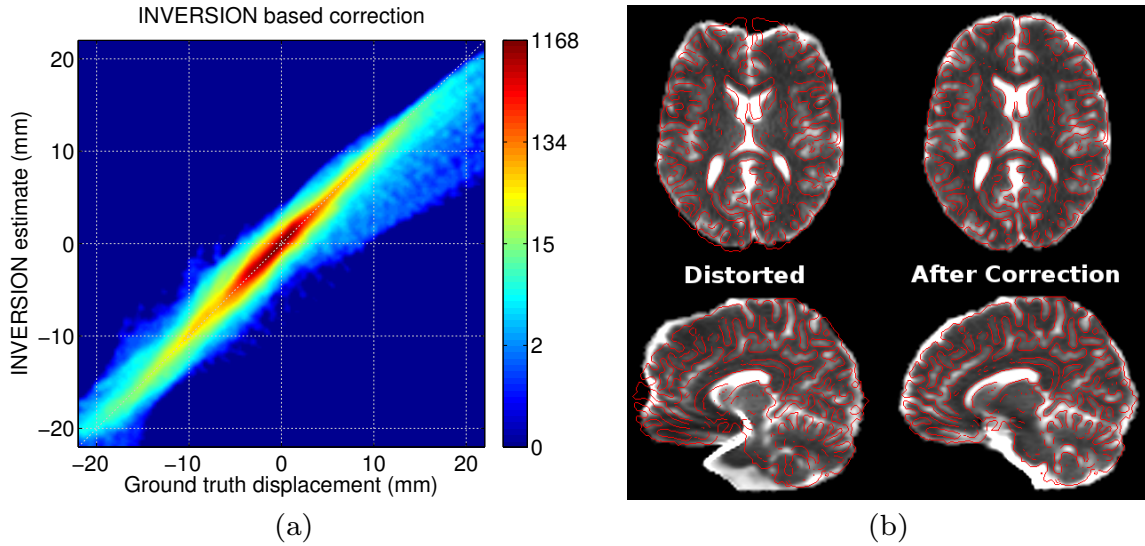 INVERSION based correction
INVERSION estimate (mm)
20
10
0
−10
−20
−20 −10 0 10 20
Ground truth displacement (mm)
1168
134
15
2
0
(a)
Distorted
After Correction
(b)